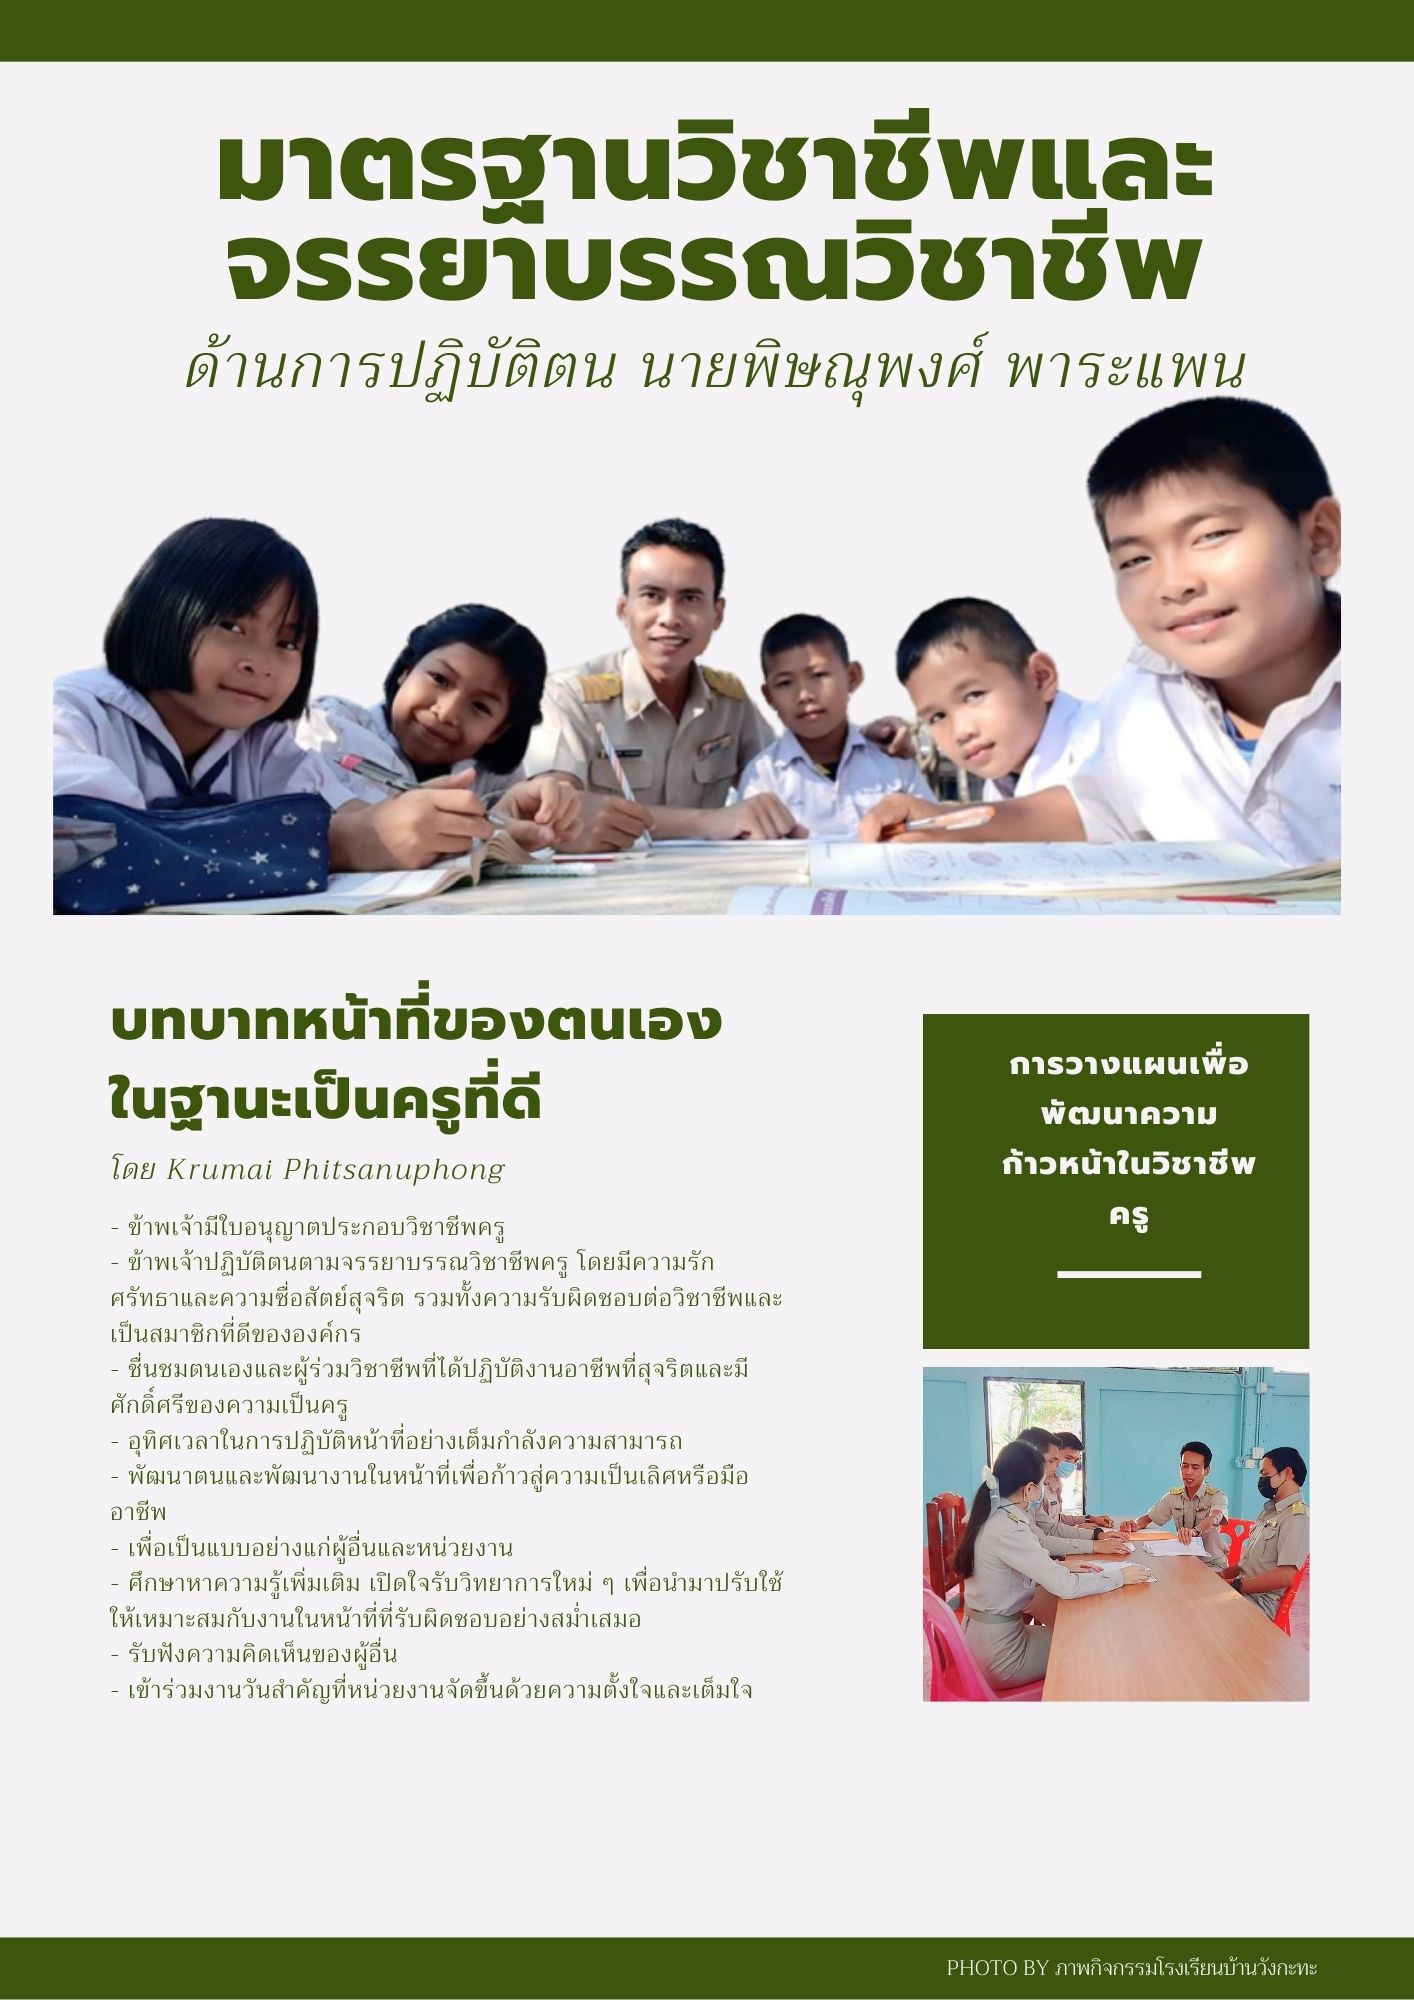 มาตรฐานวิชาชีพและ
จรรยาบรรณวิชาชีพ
ด้านการปฏิบัติตน นายพิษณุพงศ์ พาระแพน
บทบาทหน้าที่ของตนเอง
ในฐานะเป็นครูที่ดี
โดย Krumai Phitsanuphong
- ข้าพเจ้ามีใบอนุญาตประกอบวิชาชีพครู
- ข้าพเจ้าปฏิบัติตนตามจรรยาบรรณวิชาชีพครู โดยมีความรัก
ศรัทธาและความซื่อสัตย์สุจริต รวมทั้งความรับผิดชอบต่อวิชาชีพและ
เป็นสมาชิกที่ดีขององค์กร
- ชื่นชมตนเองและผู้ร่วมวิชาชีพที่ได้ปฏิบัติงานอาชีพที่สุจริตและมี
ศักดิ์ศรีของความเป็นครู
- อุทิศเวลาในการปฏิบัติหน้าที่อย่างเต็มกำลังความสามารถ
- พัฒนาตนและพัฒนางานในหน้าที่เพื่อก้าวสู่ความเป็นเลิศหรือมือ
อาชีพ
- เพื่อเป็นแบบอย่างแก่ผู้อื่นและหน่วยงาน
- ศึกษาหาความรู้เพิ่มเติม เปิดใจรับวิทยาการใหม่ ๆ เพื่อนำมาปรับใช้
ให้เหมาะสมกับงานในหน้าที่ที่รับผิดชอบอย่างสม่ำเสมอ
- รับฟังความคิดเห็นของผู้อื่น
- เข้าร่วมงานวันสำคัญที่หน่วยงานจัดขึ้นด้วยความตั้งใจและเต็มใจ
การวางแผนเพื่อ
พัฒนาความ
ก้าวหน้าในวิชาชีพ
ครู
PHOTO BY ภาพกิจกรรมโรงเรียนบ้านวังกะทะ